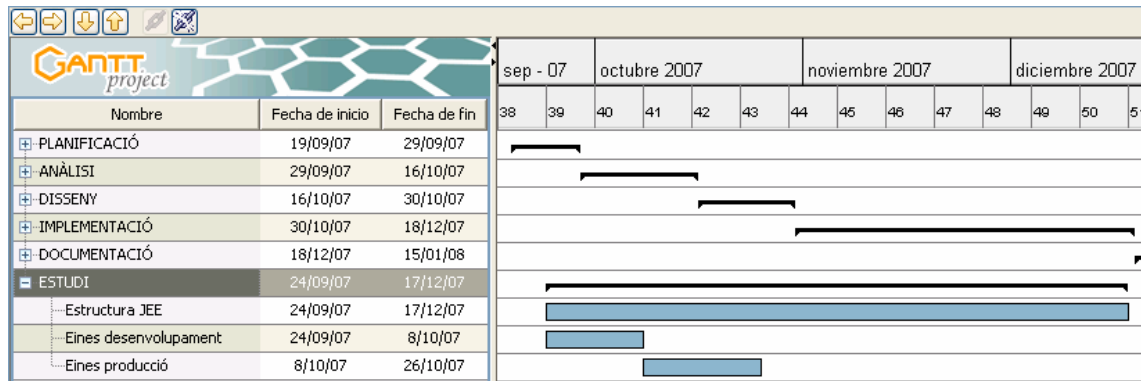 GANTT
project
sep - 07 octubre 2007 noviembre 2007 diciembre 2007
Nombre Fecha de inicio Fecha de fin 38 39 40 41 42 43 44 45 46 47 48 49 50
PLANIFICACIÓ 19/09/07 29/09/07
ANÀLISI 29/09/07 16/10/07
DISSENY 16/10/07 30/10/07
IMPLEMENTACIÓ 30/10/07 18/12/07
DOCUMENTACIÓ 18/12/07 15/01/08
ESTUDI 24/09/07 17/12/07
Estructura JEE 24/09/07 17/12/07
Eines desenvolupament 24/09/07 8/10/07
Eines producció 8/10/07 26/10/07